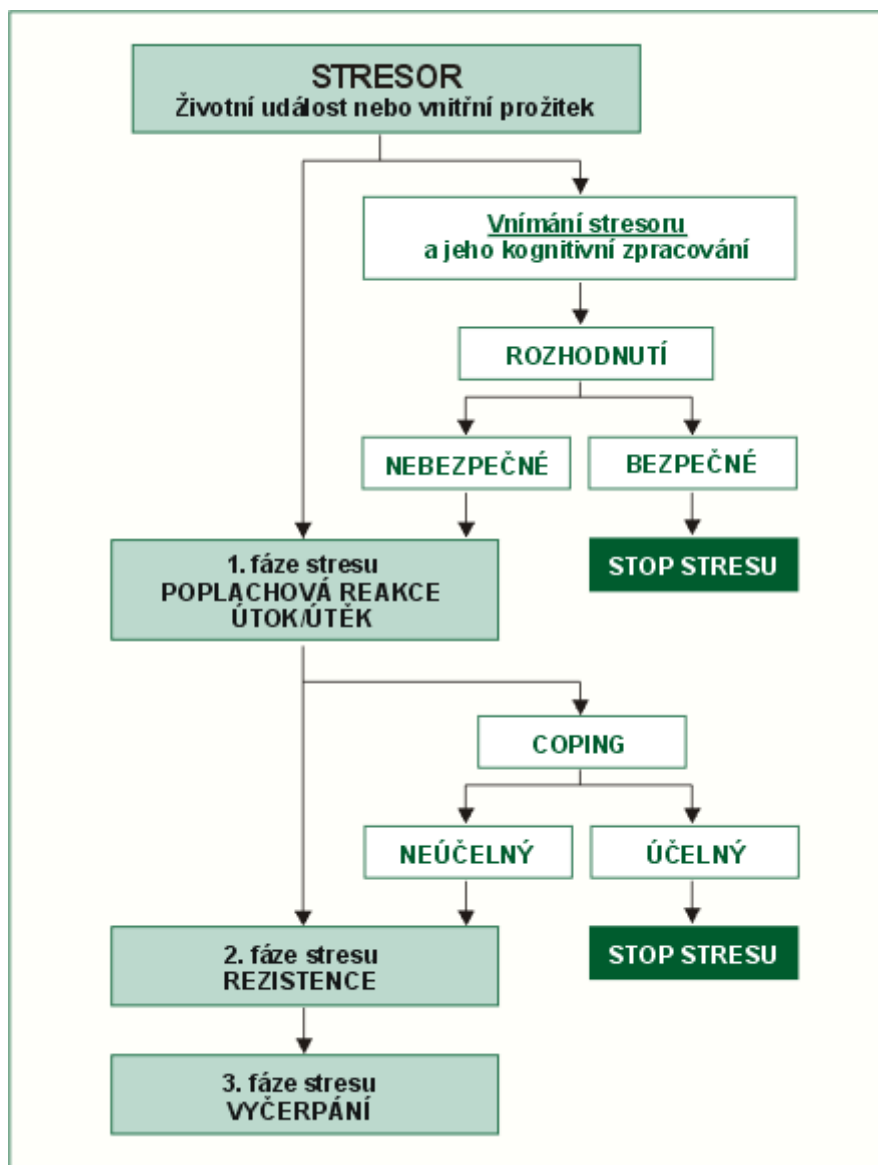 STRESOR
Životní událost nebo vnitřní prožitek
Vnímání stresoru
a jeho kognitivní zpracování
ROZHODNUTÍ
NEBEZPEČNÉ
BEZPEČNÉ
1. fáze stresu
POPLACHOVÁ REAKCE
ÚTOK/ÚTĚK
STOP STRESU
COPING
NEÚČELNÝ
ÚČELNÝ
2. fáze stresu
REZISTENCE
STOP STRESU
3. fáze stresu
VYČERPÁNÍ